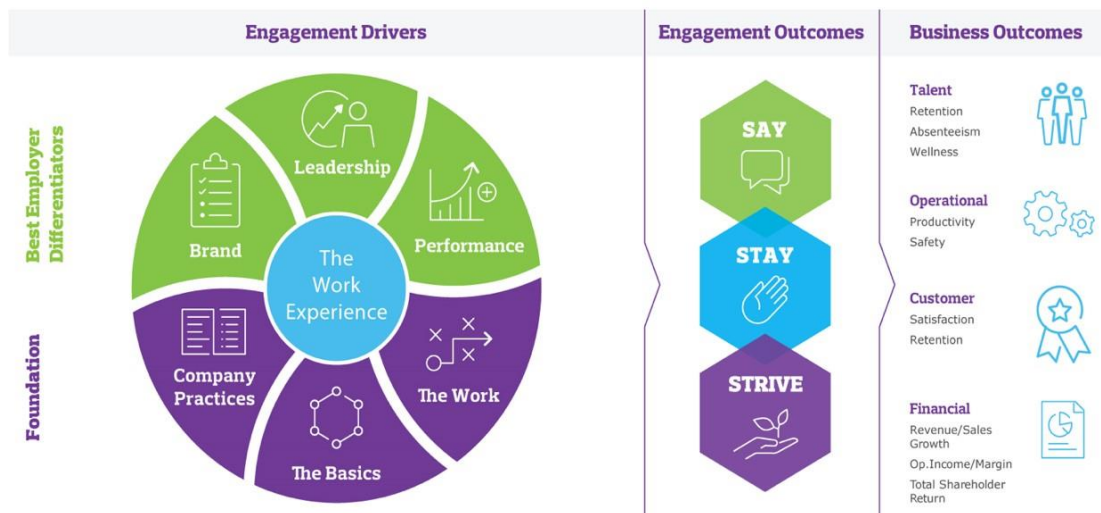 Engagement Drivers
Engagement Outcomes
Business Outcomes
Best Employer
Differentiators
Foundation
Leadership
Brand
Performance
The
Work
Experience
Company
Practices
The Work
The Basics
SAY
STAY
STRIVE
Talent
Retention
Absenteeism
Wellness
Operational
Productivity
Safety
Customer
Satisfaction
Retention
Financial
Revenue/Sales
Growth
Op.Income/Margin
Total Shareholder
Return